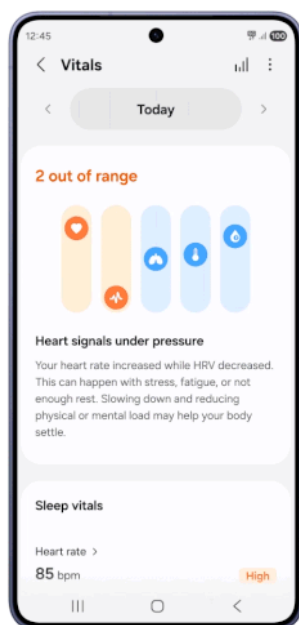 12:45
100
Vitals
Today
2 out of range
Heart signals under pressure
Your heart rate increased while HRV decreased.
This can happen with stress, fatigue, or not
enough rest. Slowing down and reducing
physical or mental load may help your body
settle.
Sleep vitals
Heart rate >
85 bpm
High